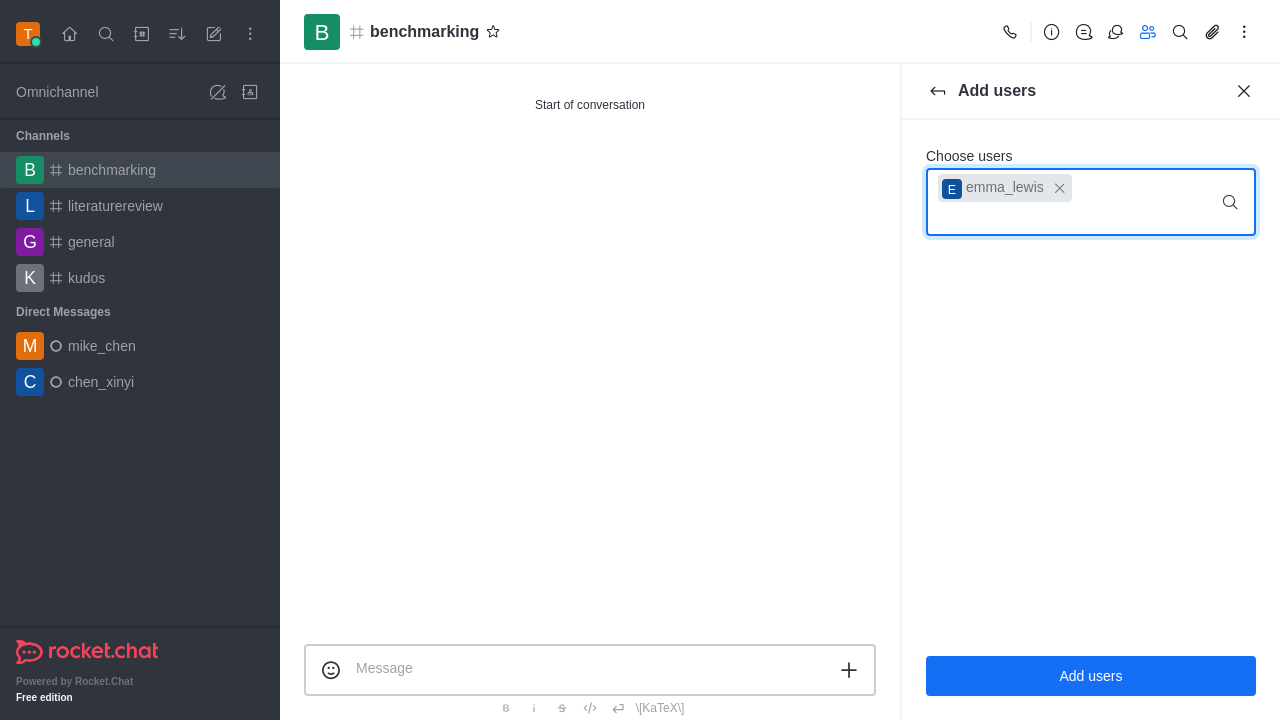 T
Omnichannel
Channels
B benchmarking
L literaturereview
G general
K kudos
Direct Messages
M mike_chen
C chen_xinyi
rocket.chat
Powered by Rocket.Chat
Free edition
B benchmarking
Start of conversation
Message
B i S </> \[KaTeX\]
Add users
Choose users
E emma_lewis
Add users